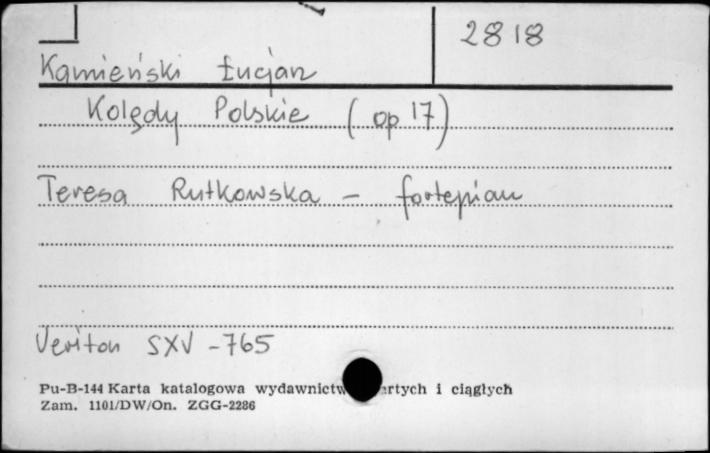 2818
Kamieński Łucjan
Kolędy Polskie (op 17)
Teresa Rutkowska – fortepian
Veriton SXV - 765
Pu-B-144 Karta katalogowa wydawnictw artych i ciągłych
Zam. 1101/DW/On. ZGG-2286